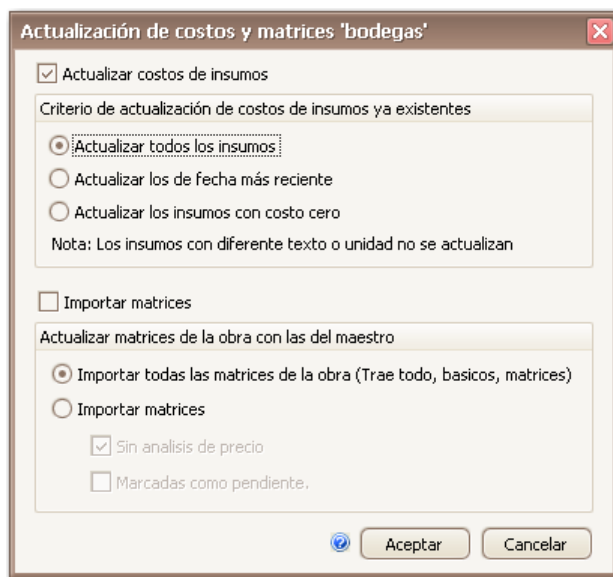 Actualización de costos y matrices 'bodegas'
Actualizar costos de insumos
Criterio de actualización de costos de insumos ya existentes
Actualizar todos los insumos
Actualizar los de fecha más reciente
Actualizar los insumos con costo cero
Nota: Los insumos con diferente texto o unidad no se actualizan
Importar matrices
Actualizar matrices de la obra con las del maestro
Importar todas las matrices de la obra (Trae todo, basicos, matrices)
Importar matrices
Sin analisis de precio
Marcadas como pendiente.
Aceptar Cancelar